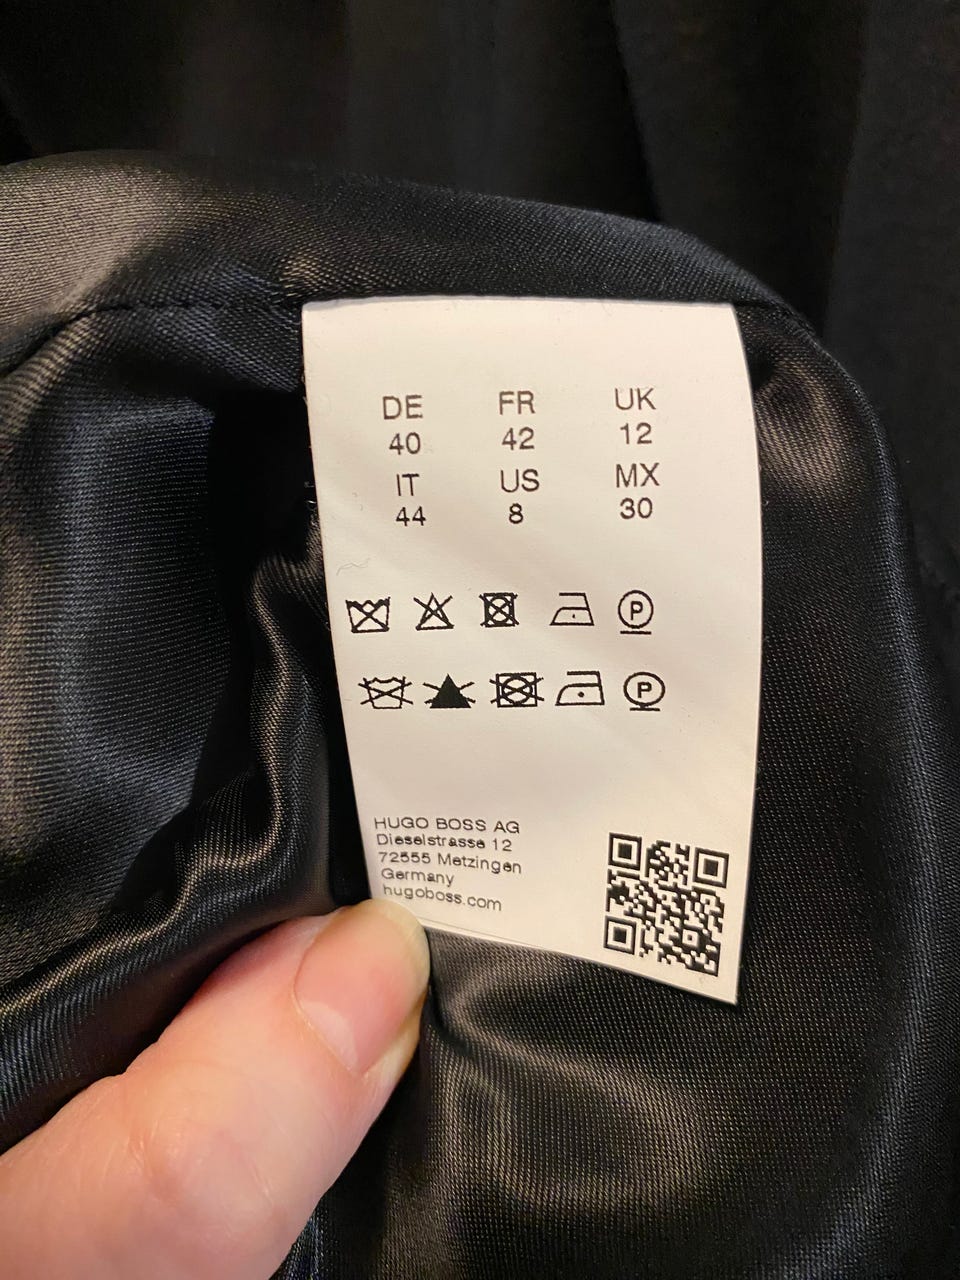 DE FR UK
40 42 12
IT US MX
44 8 30
P
P
HUGO BOSS AG
Dieselstrasse 12
72555 Metzingen
Germany
hugoboss.com